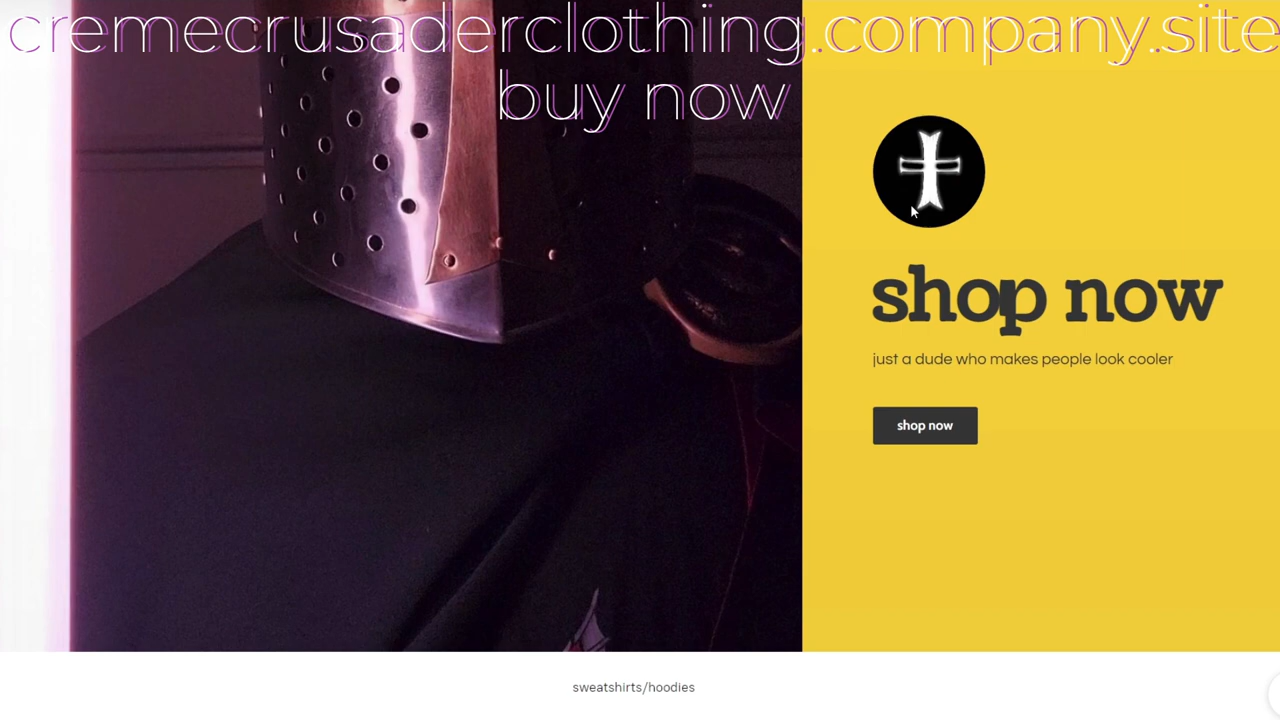 cremecrusaderclothing.company.site
buy now
shop now
just a dude who makes people look cooler
shop now
sweatshirts/hoodies